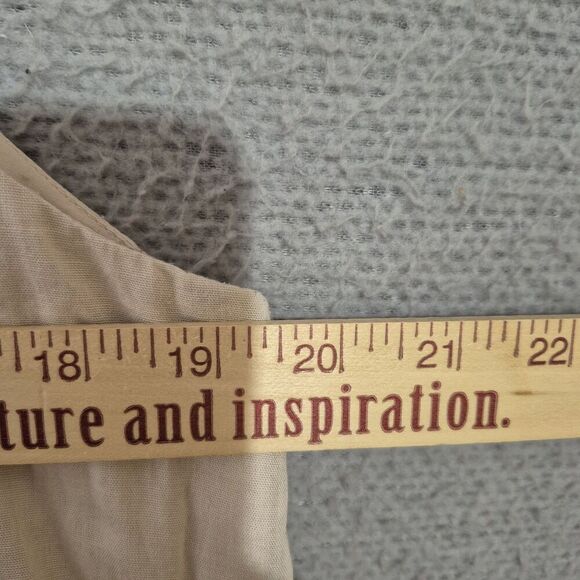 18 19 20 21 22
ture and inspiration.